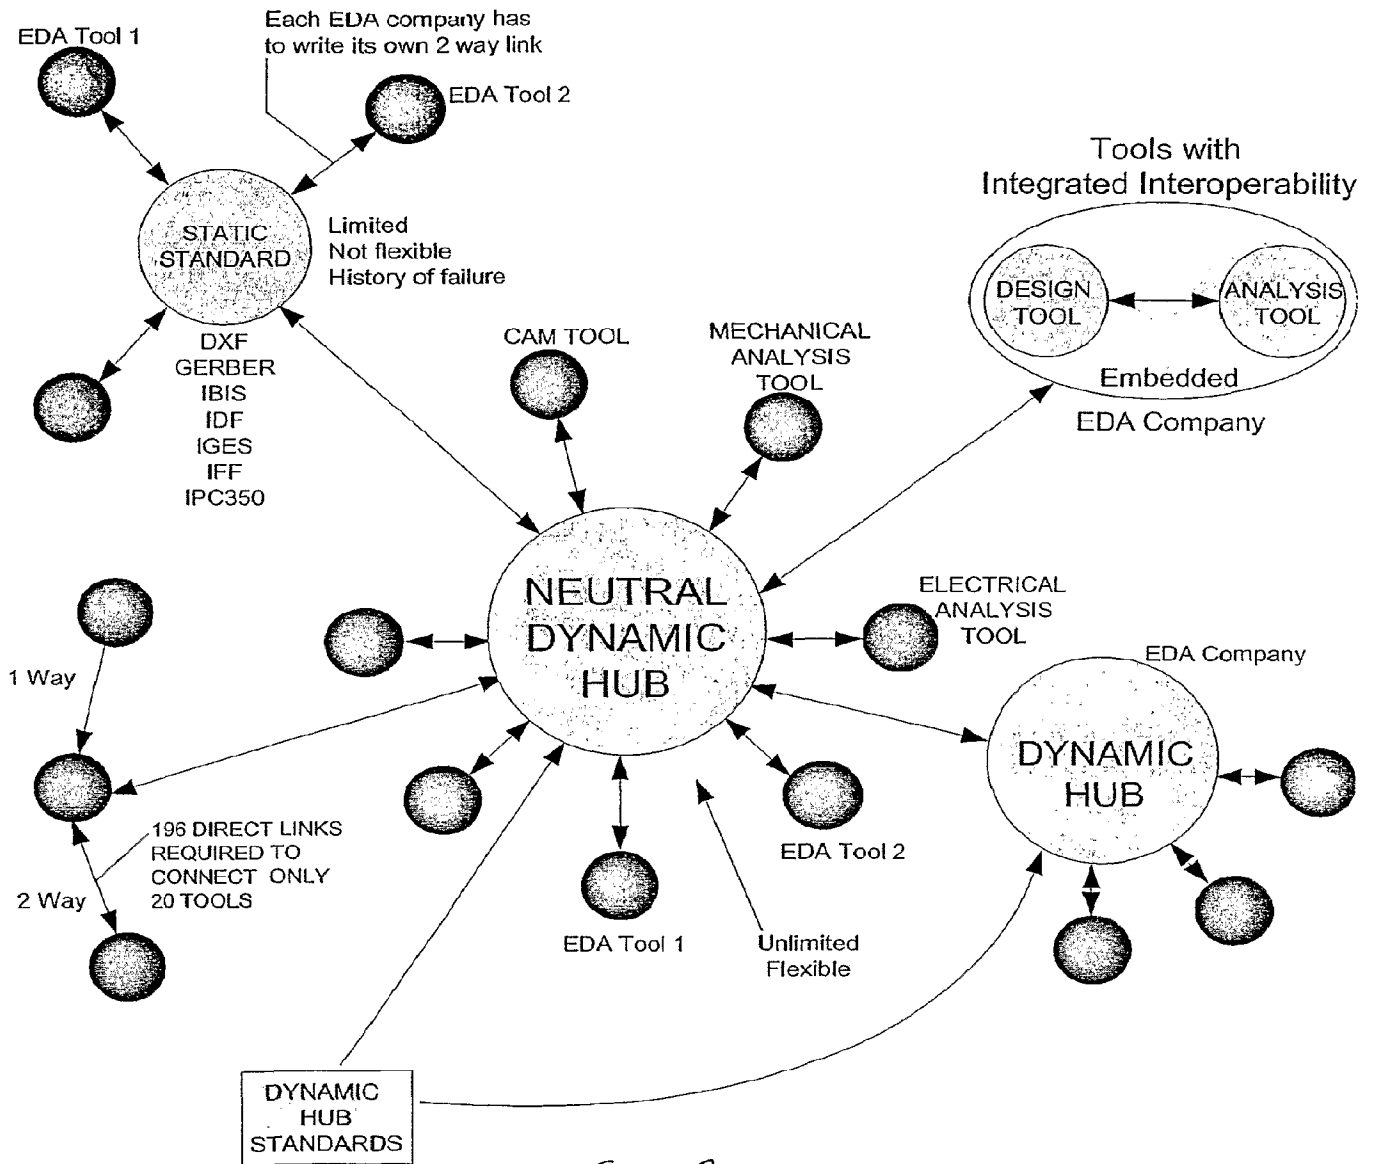 EDA Tool 1
Each EDA company has
to write its own 2 way link
EDA Tool 2
STATIC
STANDARD
Limited
Not flexible
History of failure
DXF
GERBER
IBIS
IDF
IGES
IFF
IPC350
Tools with
Integrated Interoperability
DESIGN
TOOL
ANALYSIS
TOOL
Embedded
EDA Company
CAM TOOL
MECHANICAL
ANALYSIS
TOOL
NEUTRAL
DYNAMIC
HUB
ELECTRICAL
ANALYSIS
TOOL
EDA Company
DYNAMIC
HUB
1 Way
2 Way
196 DIRECT LINKS
REQUIRED TO
CONNECT ONLY
20 TOOLS
EDA Tool 1
EDA Tool 2
Unlimited
Flexible
DYNAMIC
HUB
STANDARDS